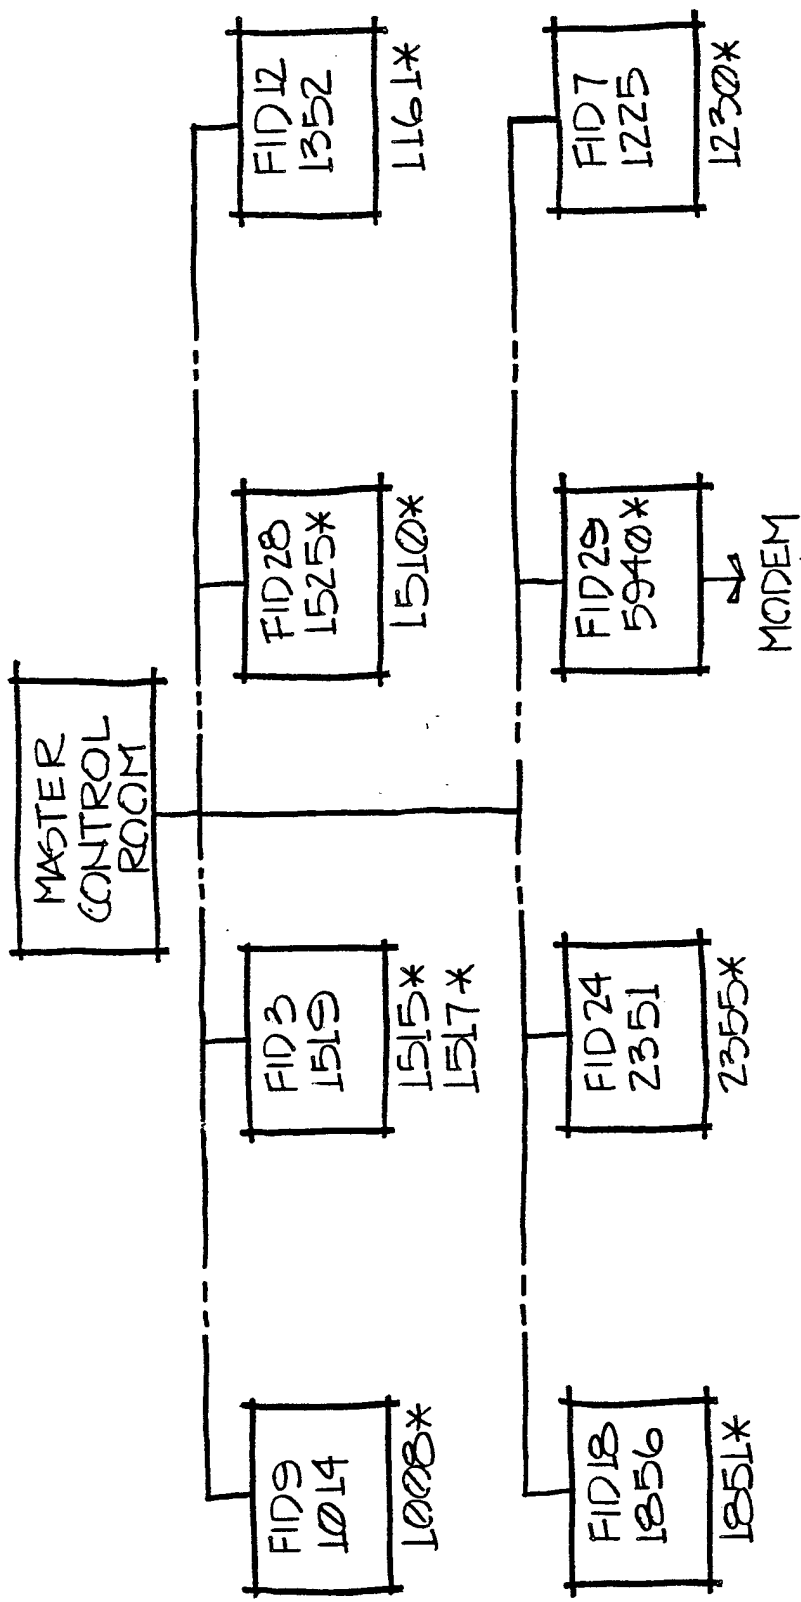 MASTER
CONTROL
ROOM
FID9
1014
1008*
FID3
1519
1515*
1517*
FID28
1525*
1510*
FID12
1352
1161*
FID18
1856
1851*
FID24
2351
2355*
FID29
5940*
MODEM
FID7
1225
1230*